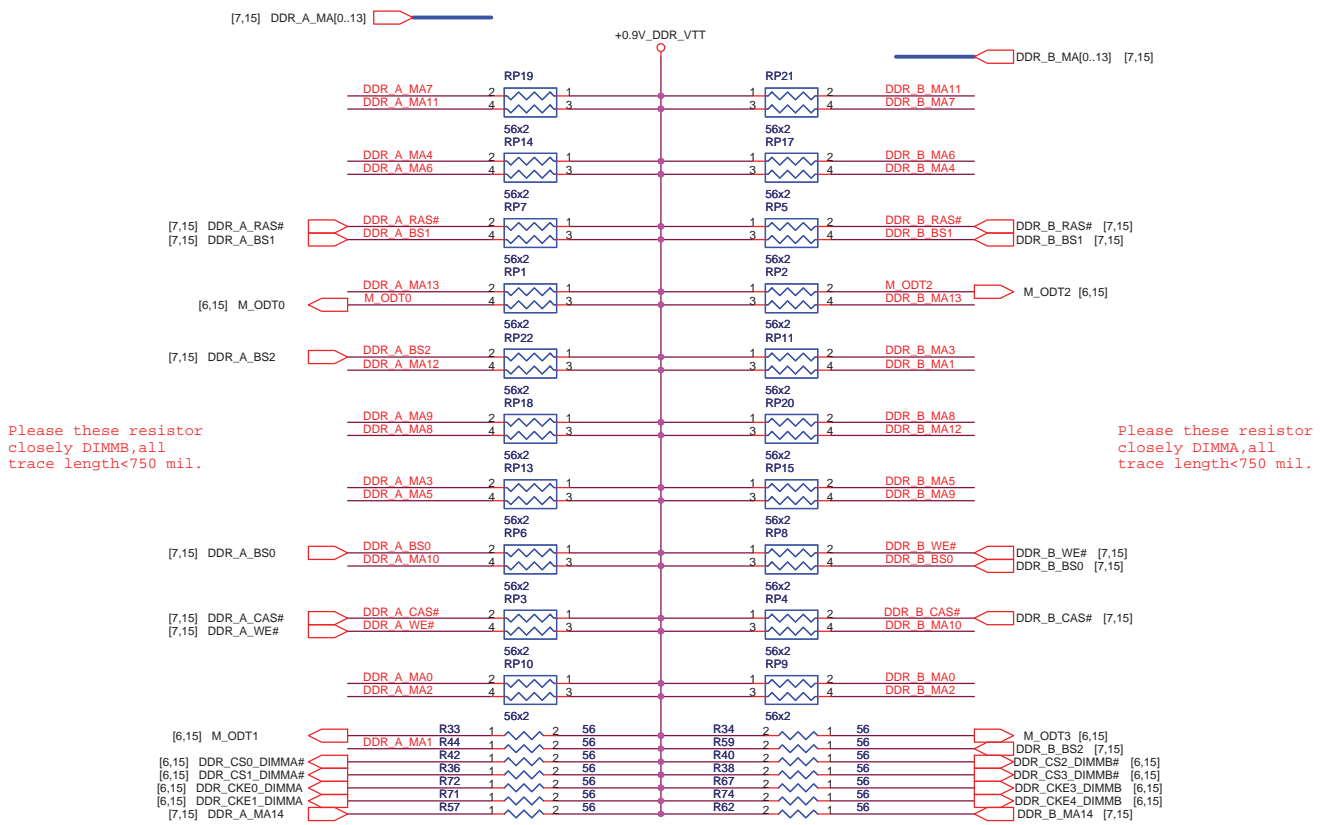 [7,15] DDR_A_MA[0..13]
+0.9V_DDR_VTT
DDR_B_MA[0..13] [7,15]
RP19 RP21
DDR_A_MA7 2 1 1 2 DDR_B_MA11
DDR_A_MA11 4 3 3 4 DDR_B_MA7
56x2 56x2
RP14 RP17
DDR_A_MA4 2 1 1 2 DDR_B_MA6
DDR_A_MA6 4 3 3 4 DDR_B_MA4
56x2 56x2
RP7 RP5
[7,15] DDR_A_RAS# DDR_A_RAS# 2 1 1 2 DDR_B_RAS# DDR_B_RAS# [7,15]
[7,15] DDR_A_BS1 DDR_A_BS1 4 3 3 4 DDR_B_BS1 DDR_B_BS1 [7,15]
56x2 56x2
RP1 RP2
DDR_A_MA13 2 1 1 2 M_ODT2 M_ODT2 [6,15]
[6,15] M_ODT0 M_ODT0 4 3 3 4 DDR_B_MA13
56x2 56x2
RP22 RP11
[7,15] DDR_A_BS2 DDR_A_BS2 2 1 1 2 DDR_B_MA3
DDR_A_MA12 4 3 3 4 DDR_B_MA1
56x2 56x2
RP18 RP20
DDR_A_MA9 2 1 1 2 DDR_B_MA8
DDR_A_MA8 4 3 3 4 DDR_B_MA12
Please these resistor
closely DIMMB,all
trace length<750 mil.
Please these resistor
closely DIMMA,all
trace length<750 mil.
56x2 56x2
RP13 RP15
DDR_A_MA3 2 1 1 2 DDR_B_MA5
DDR_A_MA5 4 3 3 4 DDR_B_MA9
56x2 56x2
RP6 RP8
[7,15] DDR_A_BS0 DDR_A_BS0 2 1 1 2 DDR_B_WE# DDR_B_WE# [7,15]
DDR_A_MA10 4 3 3 4 DDR_B_BS0 DDR_B_BS0 [7,15]
56x2 56x2
RP3 RP4
[7,15] DDR_A_CAS# DDR_A_CAS# 2 1 1 2 DDR_B_CAS# DDR_B_CAS# [7,15]
[7,15] DDR_A_WE# DDR_A_WE# 4 3 3 4 DDR_B_MA10
56x2 56x2
RP10 RP9
DDR_A_MA0 2 1 1 2 DDR_B_MA0
DDR_A_MA2 4 3 3 4 DDR_B_MA2
56x2 56x2
[6,15] M_ODT1 R33 1 2 56 R34 2 1 56 M_ODT3 [6,15]
DDR_A_MA1 R44 1 2 56 R59 2 1 56 DDR_B_BS2 [7,15]
[6,15] DDR_CS0_DIMMA# R42 1 2 56 R40 2 1 56 DDR_CS2_DIMMB# [6,15]
[6,15] DDR_CS1_DIMMA# R36 1 2 56 R38 2 1 56 DDR_CS3_DIMMB# [6,15]
[6,15] DDR_CKE0_DIMMA R72 1 2 56 R67 2 1 56 DDR_CKE3_DIMMB [6,15]
[6,15] DDR_CKE1_DIMMA R71 1 2 56 R74 2 1 56 DDR_CKE4_DIMMB [6,15]
[7,15] DDR_A_MA14 R57 1 2 56 R62 2 1 56 DDR_B_MA14 [7,15]